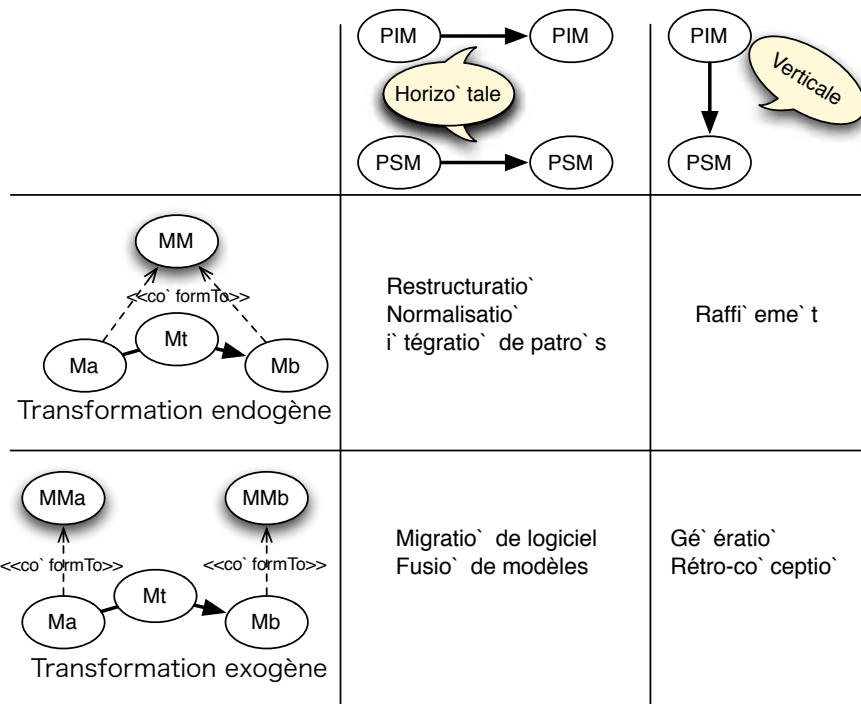 PIM
PIM
PIM
Horizo` tale
Verticale
PSM
PSM
PSM
MM
<<co` formTo>>
Mt
Ma
Mb
Transformation endogène
Restructuratio`
Normalisatio`
i` tégratio` de patro` s
Raffi` eme` t
MMa
MMb
<<co` formTo>>
<<co` formTo>>
Mt
Ma
Mb
Transformation exogène
Migratio` de logiciel
Fusio` de modèles
Gé` ératio`
Rétro-co` ceptio`